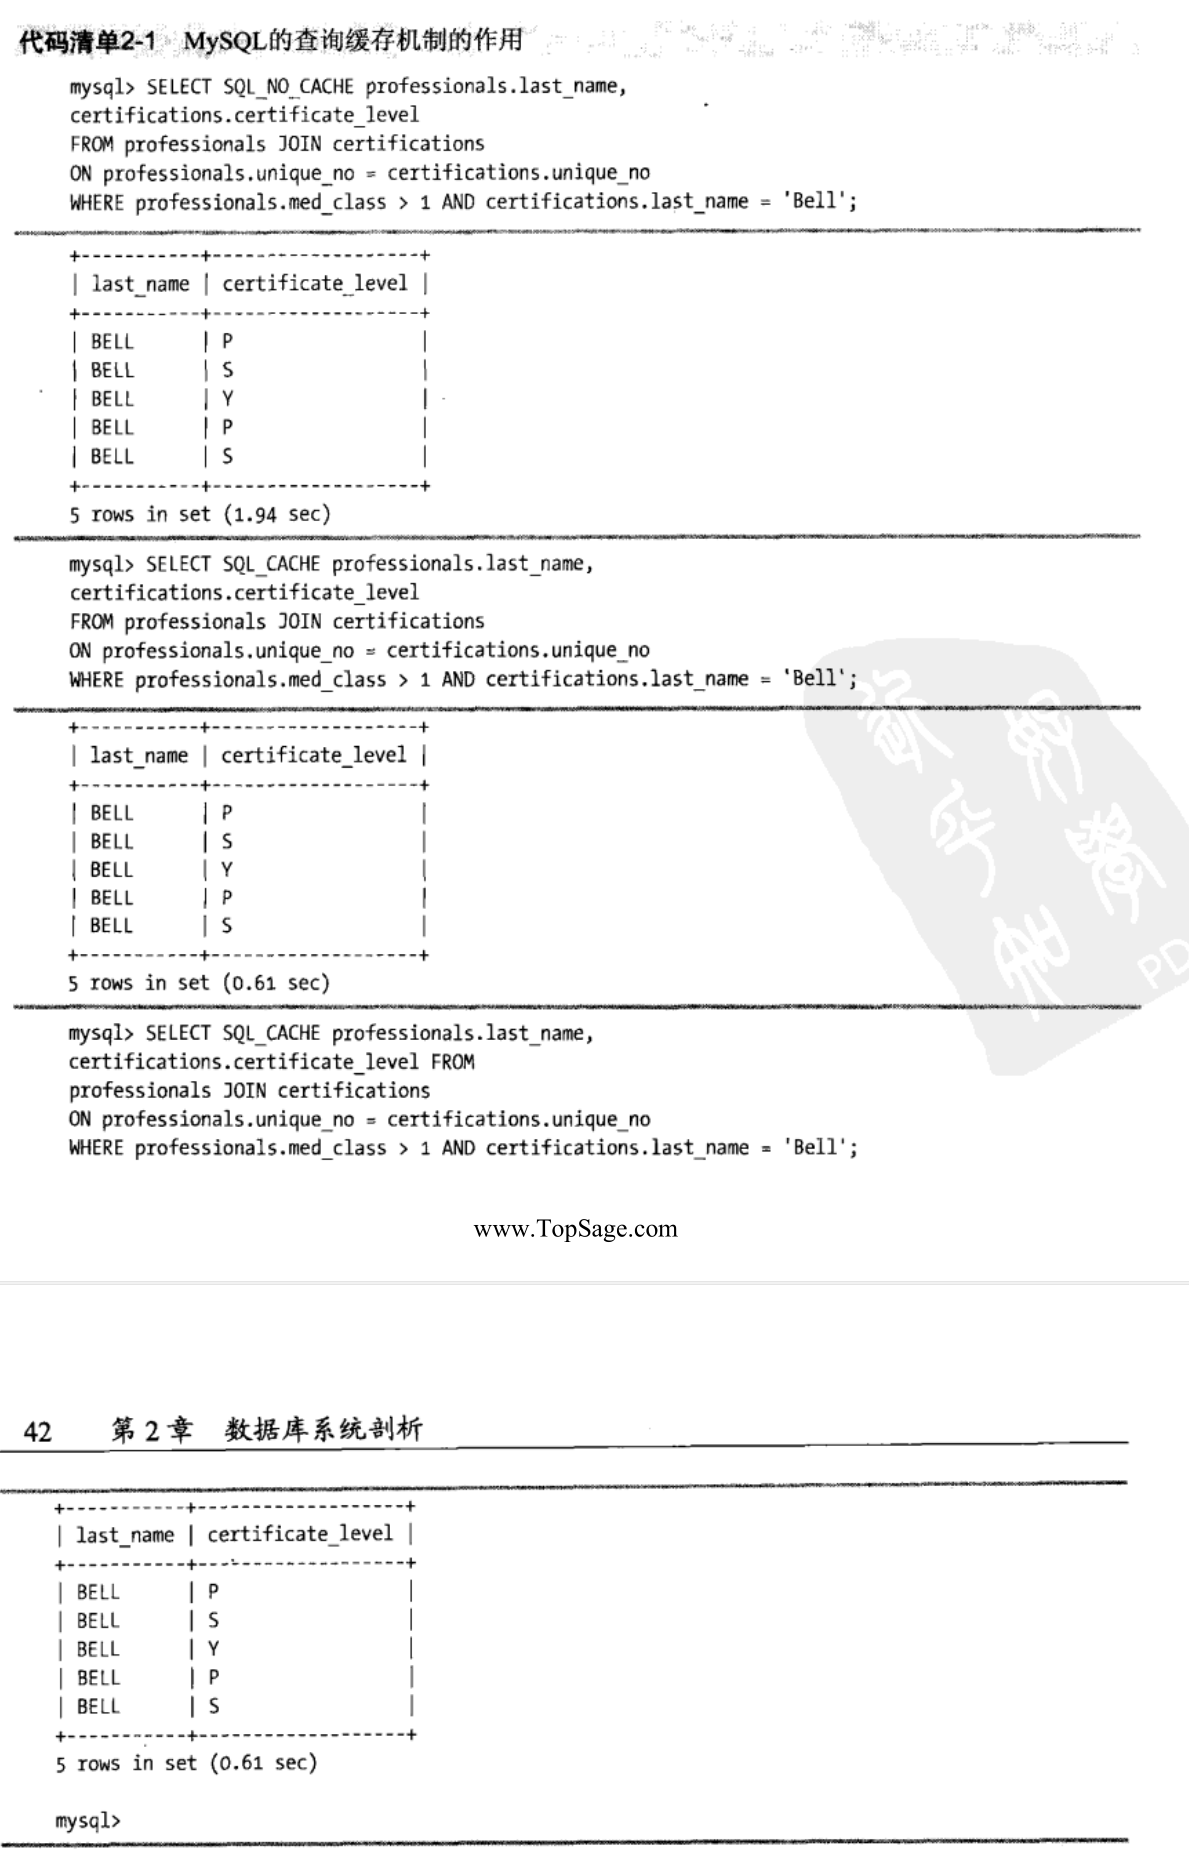 代码清单2-1 MySQL的查询缓存机制的作用
mysql> SELECT SQL_NO_CACHE professionals.last_name,
certifications.certificate_level
FROM professionals JOIN certifications
ON professionals.unique_no = certifications.unique_no
WHERE professionals.med_class > 1 AND certifications.last_name = 'Bell';
+-----------+-------------------+
| last_name | certificate_level |
+-----------+-------------------+
| BELL | P |
| BELL | S |
| BELL | Y |
| BELL | P |
| BELL | S |
+-----------+-------------------+
5 rows in set (1.94 sec)
mysql> SELECT SQL_CACHE professionals.last_name,
certifications.certificate_level
FROM professionals JOIN certifications
ON professionals.unique_no = certifications.unique_no
WHERE professionals.med_class > 1 AND certifications.last_name = 'Bell';
+-----------+-------------------+
| last_name | certificate_level |
+-----------+-------------------+
| BELL | P |
| BELL | S |
| BELL | Y |
| BELL | P |
| BELL | S |
+-----------+-------------------+
5 rows in set (0.61 sec)
mysql> SELECT SQL_CACHE professionals.last_name,
certifications.certificate_level FROM
professionals JOIN certifications
ON professionals.unique_no = certifications.unique_no
WHERE professionals.med_class > 1 AND certifications.last_name = 'Bell';
PD
www.TopSage.com
42 第2章 数据库系统剖析
+-----------+-------------------+
| last_name | certificate_level |
+-----------+-------------------+
| BELL | P |
| BELL | S |
| BELL | Y |
| BELL | P |
| BELL | S |
+-----------+-------------------+
5 rows in set (0.61 sec)
mysql>